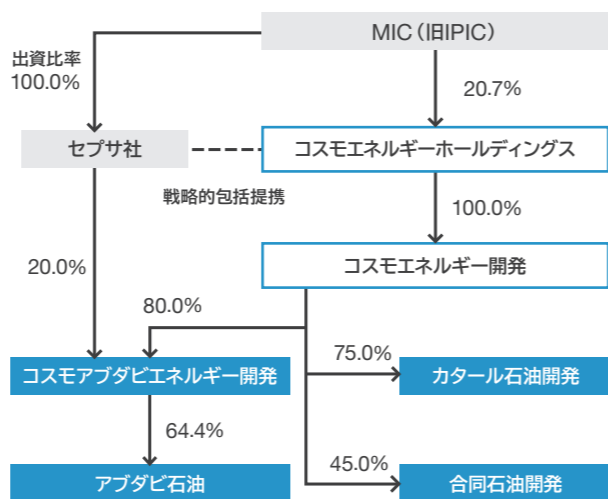 MIC（旧IPIC）
出資比率
100.0%
20.7%
セプサ社
コスモエネルギーホールディングス
戦略的包括提携
100.0%
コスモエネルギー開発
20.0%
80.0%
75.0%
コスモアブダビエネルギー開発
カタール石油開発
64.4%
45.0%
アブダビ石油
合同石油開発